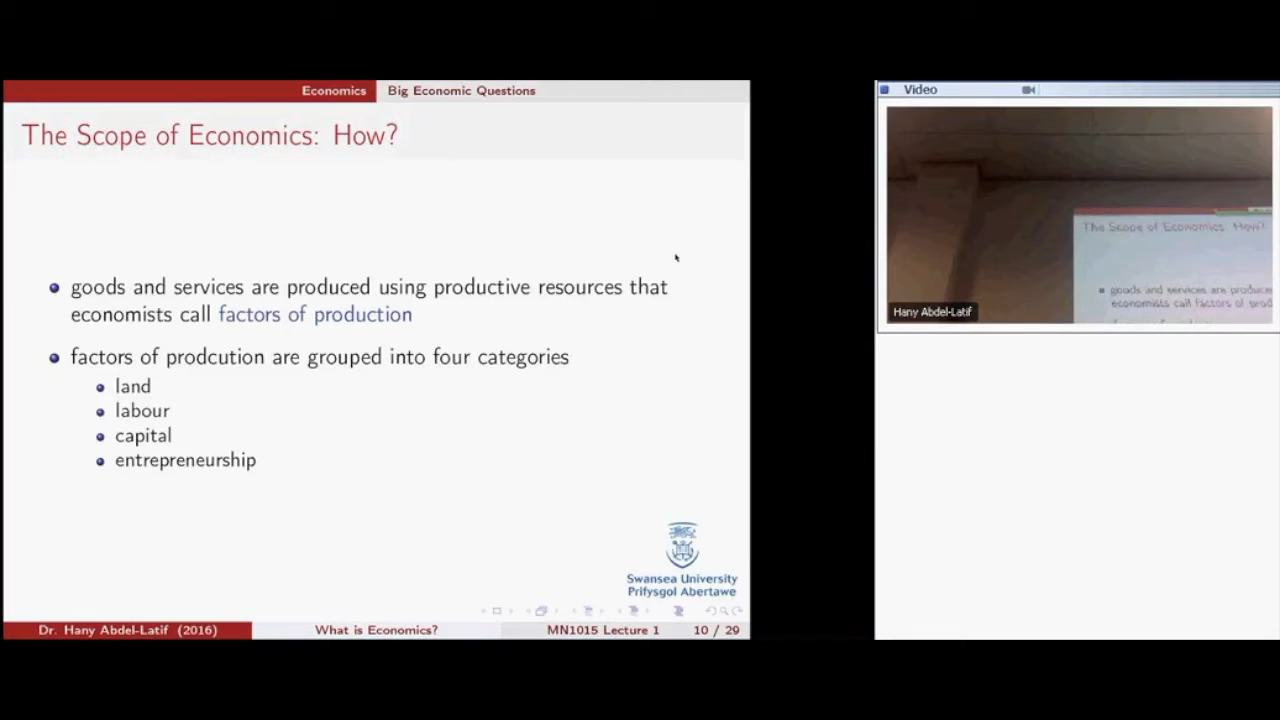 Economics
Big Economic Questions
The Scope of Economics: How?
goods and services are produced using productive resources that
economists call factors of production
factors of prodcution are grouped into four categories
land
labour
capital
entrepreneurship
Swansea University
Prifysgol Abertawe
Dr. Hany Abdel-Latif (2016)
What is Economics?
MN1015 Lecture 1
10 / 29
Video
The Scope of Economics: How?
goods and services are
economists call factors of
Hany Abdel-Latif